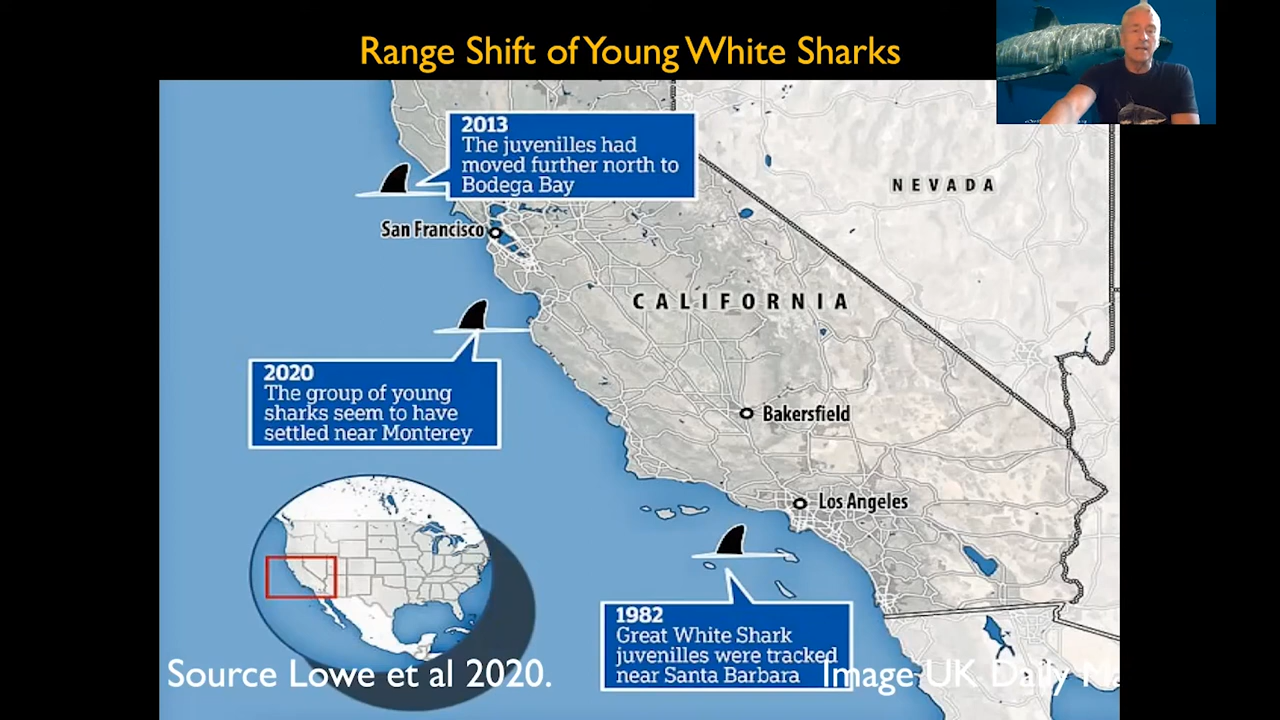 Range Shift of Young White Sharks
2013
The juvenilles had
moved further north to
Bodega Bay
NEVADA
San Francisco
CALIFORNIA
2020
The group of young
sharks seem to have
settled near Monterey
Bakersfield
Los Angeles
1982
Great White Shark
juvenilles were tracked
near Santa Barbara
Source Lowe et al 2020.
Image UK Daily